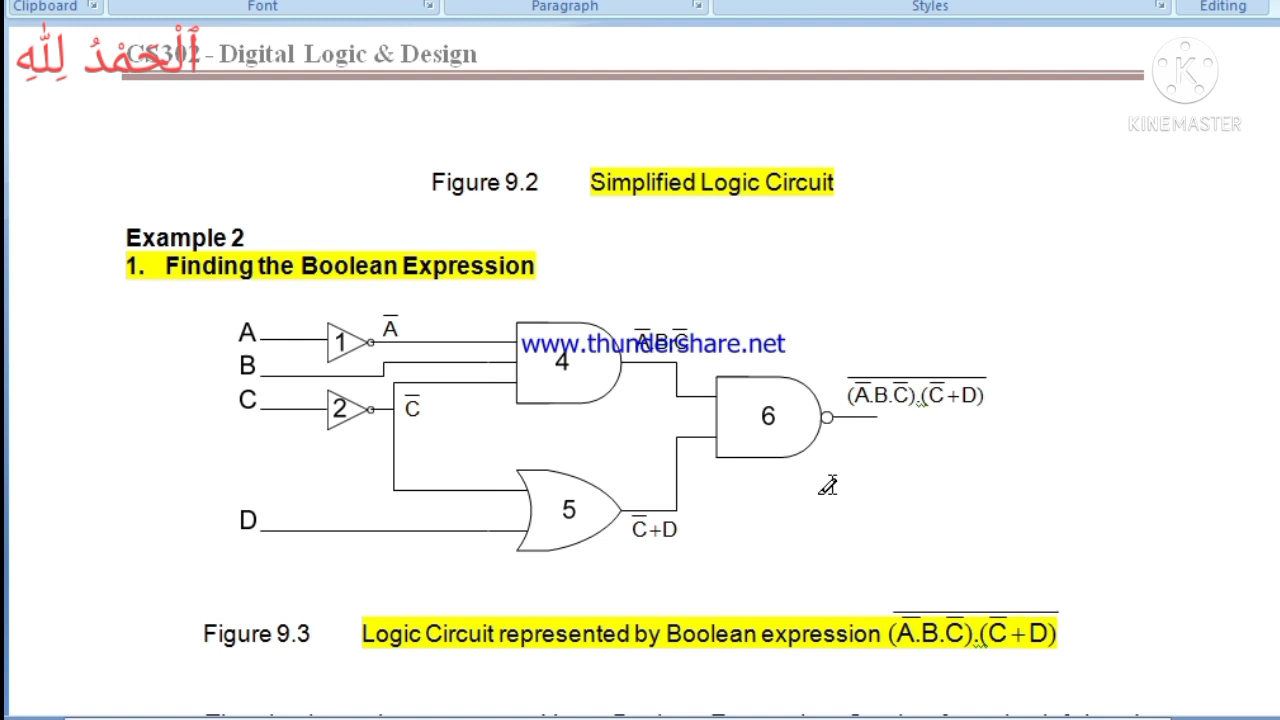 Clipboard Font Paragraph Styles Editing
ٱلْحَمْدُ لِلَّٰهِ
CS302 - Digital Logic & Design
K
KINEMASTER
Figure 9.2 Simplified Logic Circuit
Example 2
1. Finding the Boolean Expression
A 1 A̅
B
C 2 C̅
4 A̅.B.C̅
www.thundershare.net
6 (A̅.B.C̅).(C̅+D)
D 5 C̅+D
Figure 9.3 Logic Circuit represented by Boolean expression (A̅.B.C̅).(C̅+D)